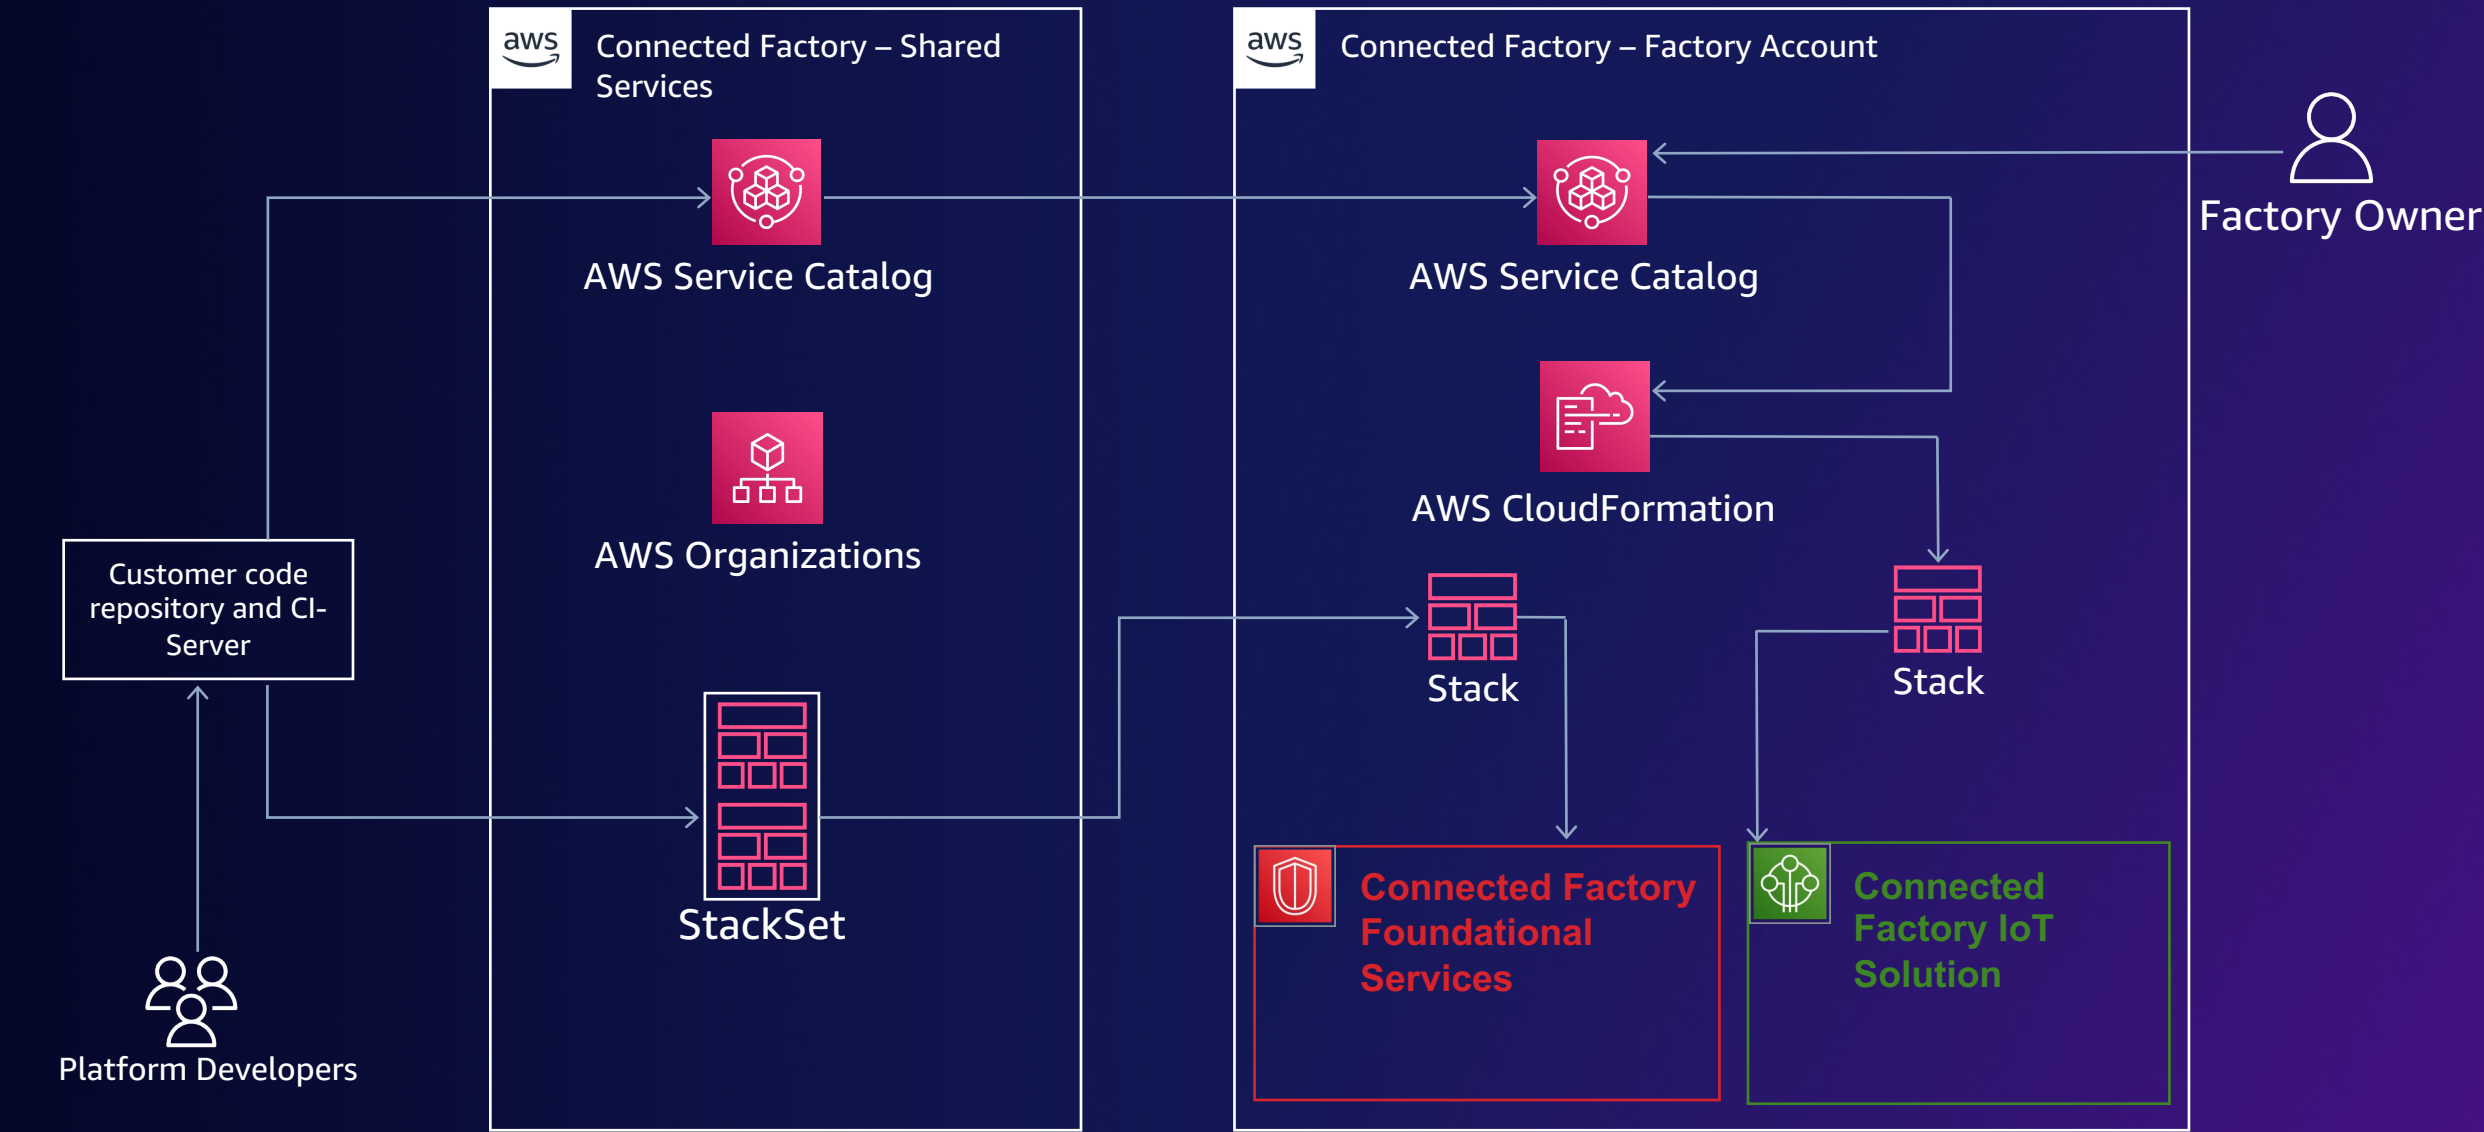 aws
Connected Factory – Shared
Services
AWS Service Catalog
AWS Organizations
StackSet
Customer code
repository and CI-
Server
Platform Developers
aws
Connected Factory – Factory Account
AWS Service Catalog
AWS CloudFormation
Stack
Stack
Connected Factory
Foundational
Services
Connected
Factory IoT
Solution
Factory Owner